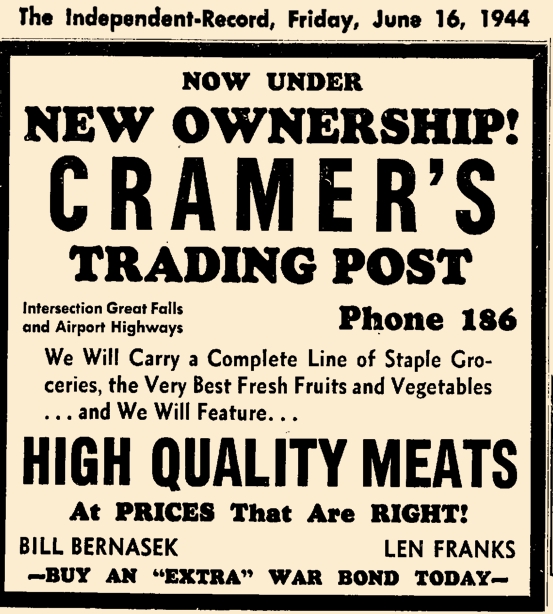 The Independent-Record, Friday, June 16, 1944
NOW UNDER
NEW OWNERSHIP!
CRAMER'S
TRADING POST
Intersection Great Falls
and Airport Highways
Phone 186
We Will Carry a Complete Line of Staple Gro-
ceries, the Very Best Fresh Fruits and Vegetables
... and We Will Feature...
HIGH QUALITY MEATS
At PRICES That Are RIGHT!
BILL BERNASEK LEN FRANKS
—BUY AN “EXTRA” WAR BOND TODAY—